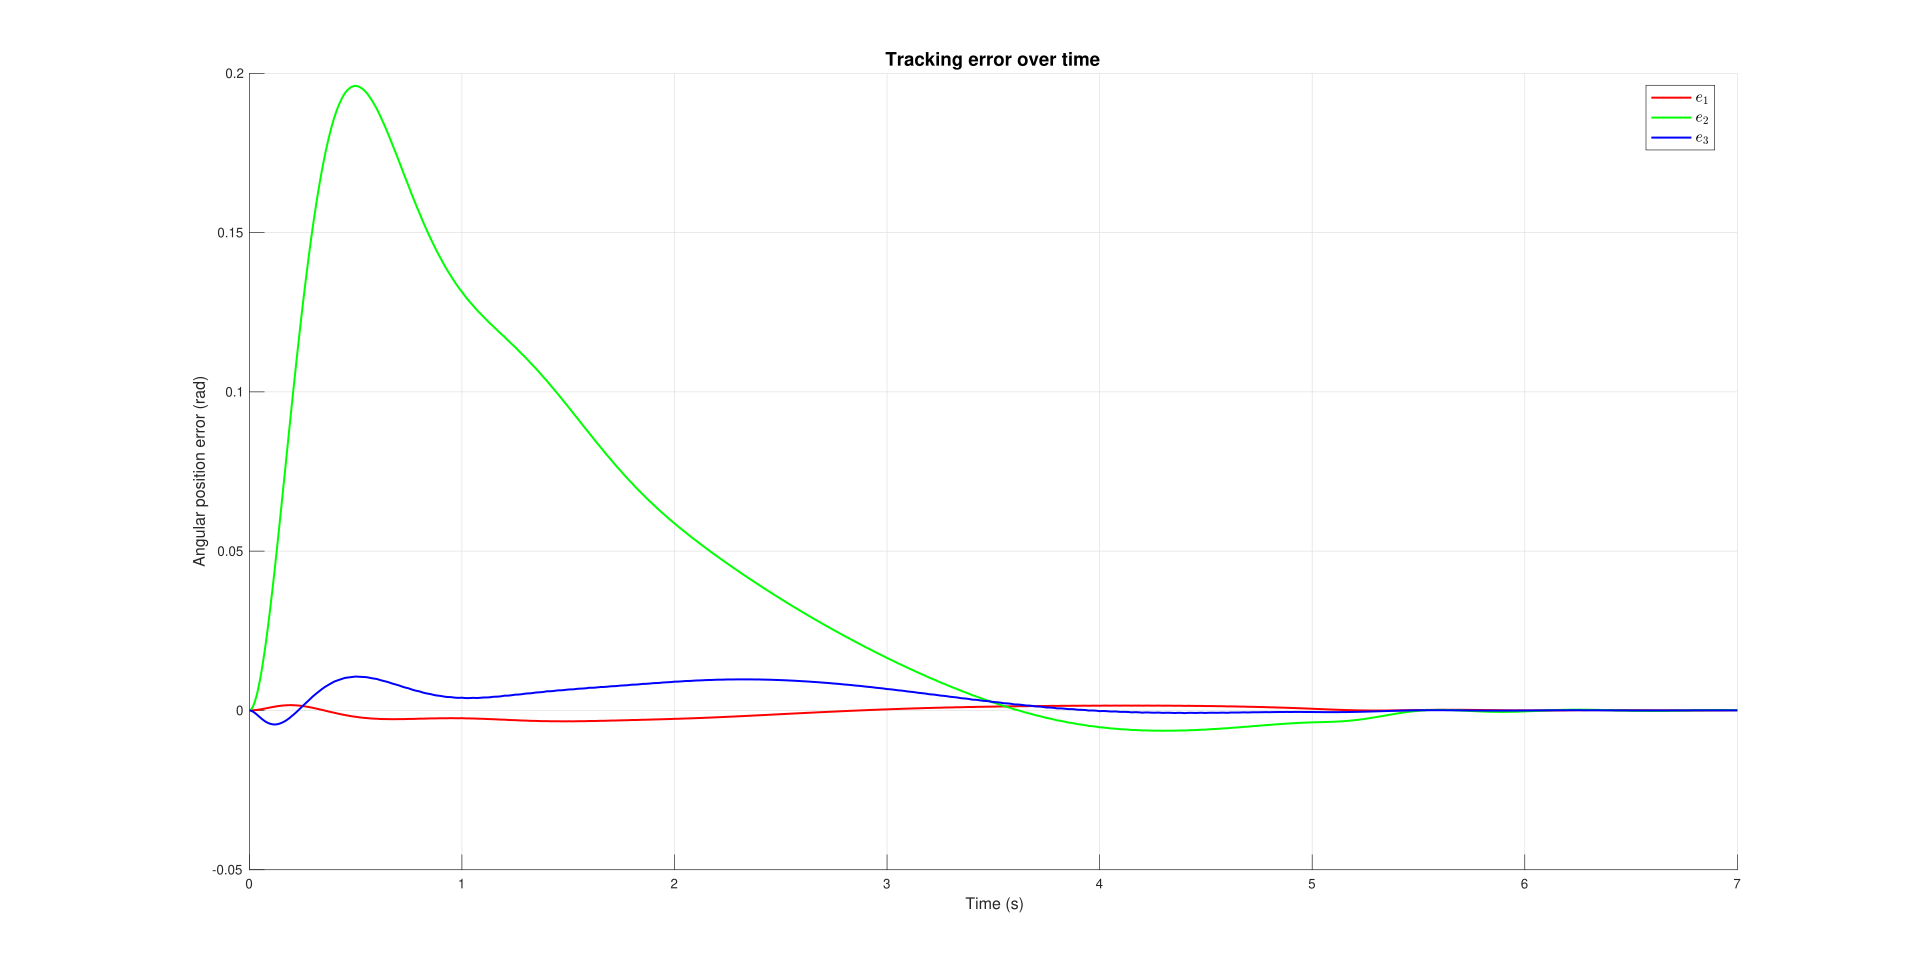 Tracking error over time
e₁
e₂
e₃
Angular position error (rad)
0.2
0.15
0.1
0.05
0
-0.05
0 1 2 3 4 5 6 7
Time (s)